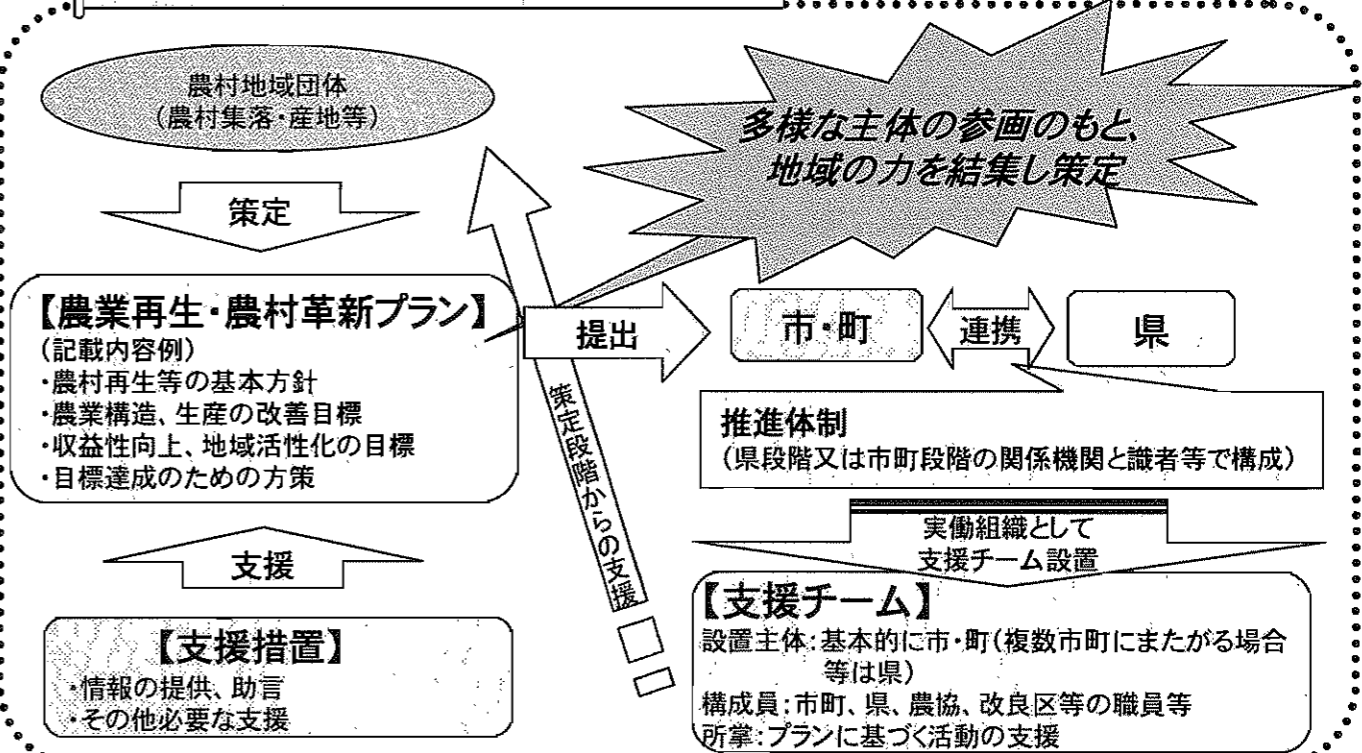 農村地域団体
(農村集落・産地等)
多様な主体の参画のもと、
地域の力を結集し策定
策定
【農業再生・農村革新プラン】
(記載内容例)
・農村再生等の基本方針
・農業構造、生産の改善目標
・収益性向上、地域活性化の目標
・目標達成のための方策
提出
市・町
連携
県
策定段階からの支援
推進体制
(県段階又は市町段階の関係機関と識者等で構成)
実働組織として
支援チーム設置
支援
【支援措置】
・情報の提供、助言
・その他必要な支援
【支援チーム】
設置主体:基本的に市・町(複数市町にまたがる場合
等は県)
構成員:市町、県、農協、改良区等の職員等
所掌:プランに基づく活動の支援